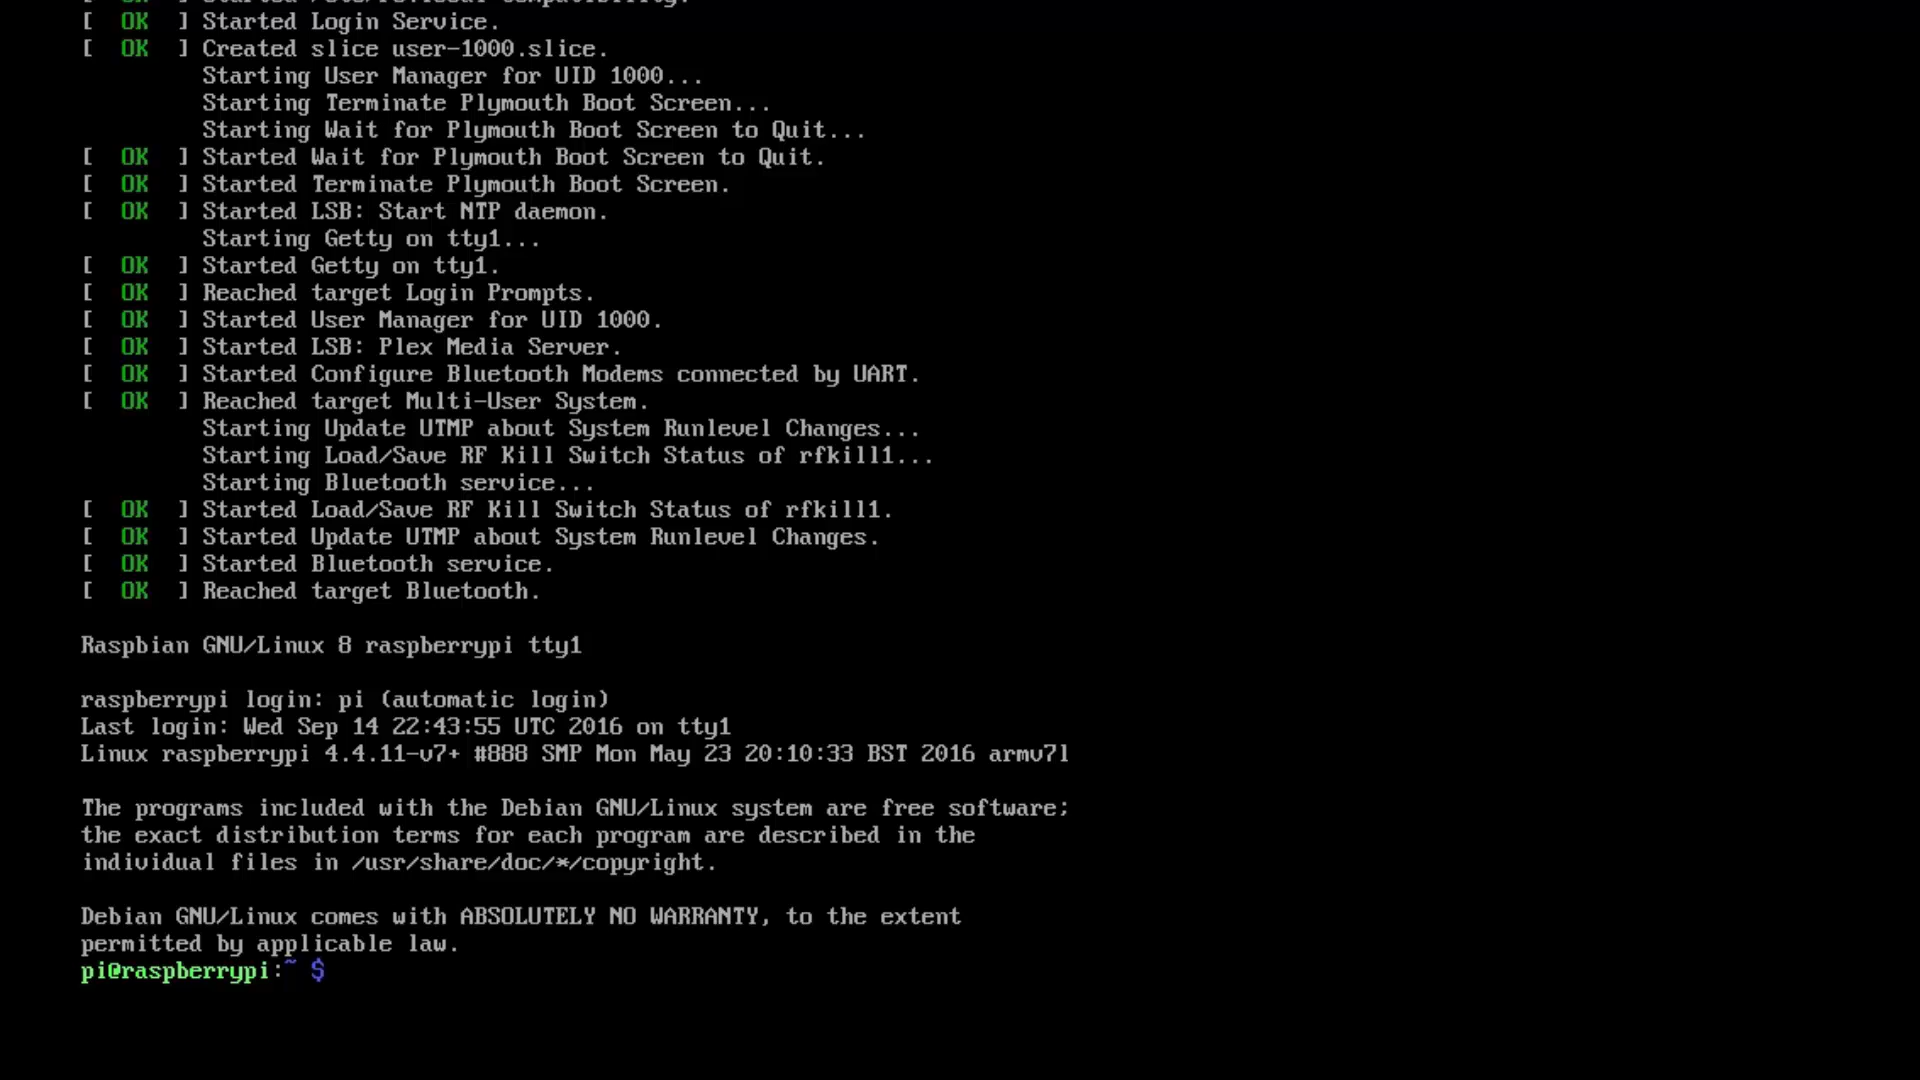 [  OK  ] Started Login Service.
[  OK  ] Created slice user-1000.slice.
         Starting User Manager for UID 1000...
         Starting Terminate Plymouth Boot Screen...
         Starting Wait for Plymouth Boot Screen to Quit...
[  OK  ] Started Wait for Plymouth Boot Screen to Quit.
[  OK  ] Started Terminate Plymouth Boot Screen.
[  OK  ] Started LSB: Start NTP daemon.
         Starting Getty on tty1...
[  OK  ] Started Getty on tty1.
[  OK  ] Reached target Login Prompts.
[  OK  ] Started User Manager for UID 1000.
[  OK  ] Started LSB: Plex Media Server.
[  OK  ] Started Configure Bluetooth Modems connected by UART.
[  OK  ] Reached target Multi-User System.
         Starting Update UTMP about System Runlevel Changes...
         Starting Load/Save RF Kill Switch Status of rfkill1...
         Starting Bluetooth service...
[  OK  ] Started Load/Save RF Kill Switch Status of rfkill1.
[  OK  ] Started Update UTMP about System Runlevel Changes.
[  OK  ] Started Bluetooth service.
[  OK  ] Reached target Bluetooth.
Raspbian GNU/Linux 8 raspberrypi tty1
raspberrypi login: pi (automatic login)
Last login: Wed Sep 14 22:43:55 UTC 2016 on tty1
Linux raspberrypi 4.4.11-v7+ #888 SMP Mon May 23 20:10:33 BST 2016 armv7l
The programs included with the Debian GNU/Linux system are free software;
the exact distribution terms for each program are described in the
individual files in /usr/share/doc/*/copyright.
Debian GNU/Linux comes with ABSOLUTELY NO WARRANTY, to the extent
permitted by applicable law.
pi@raspberrypi:~ $